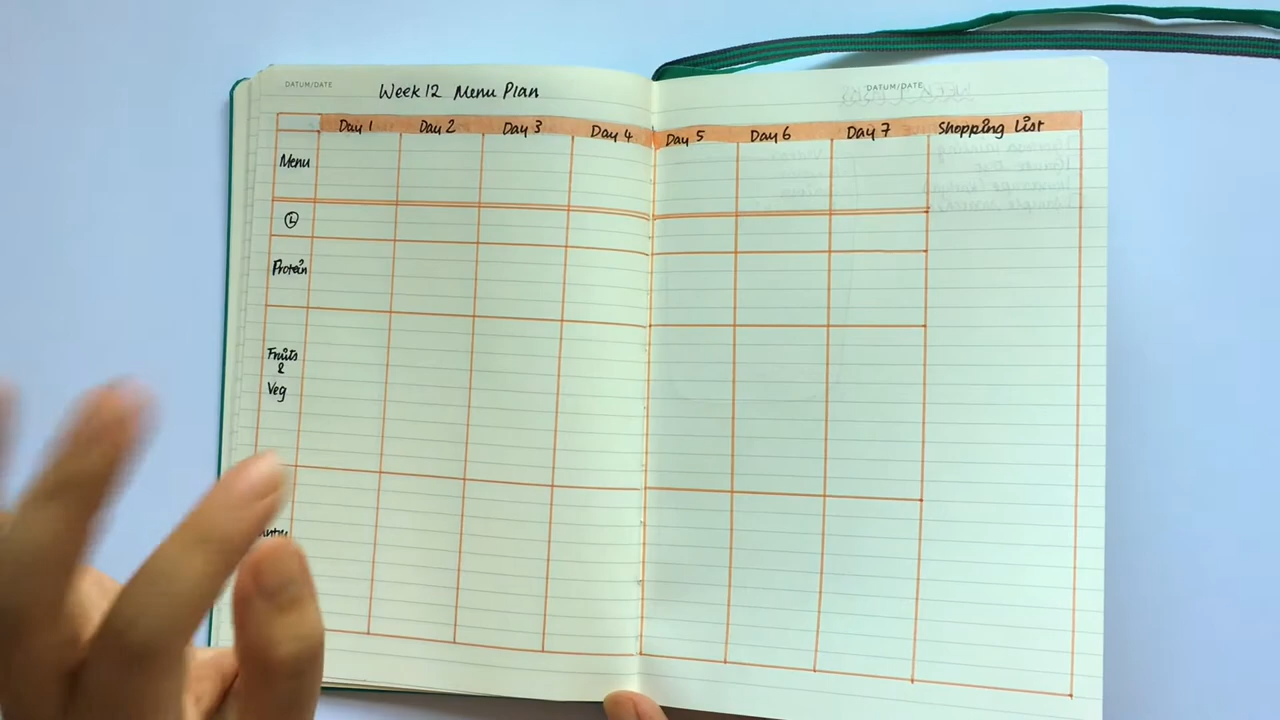 DATUM/DATE
DATUM/DATE
Week 12 Menu Plan
Day 1 Day 2 Day 3 Day 4 Day 5 Day 6 Day 7 Shopping List
Menu
L
Protein
Fruits
&
Veg